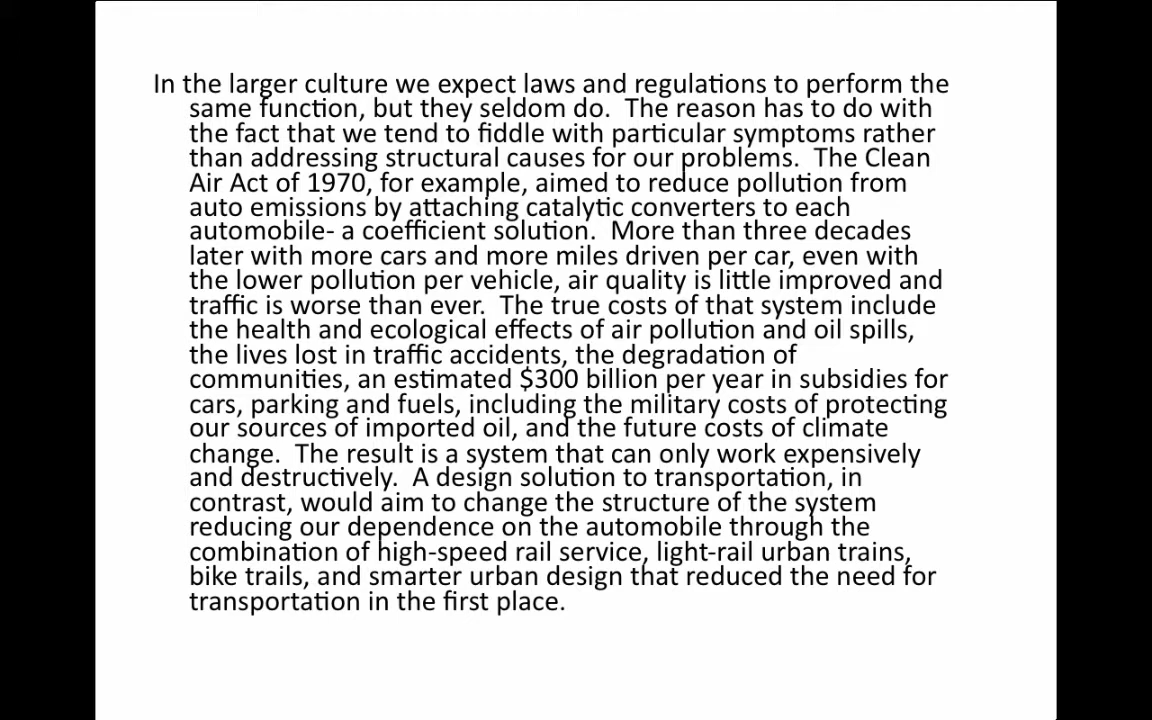 In the larger culture we expect laws and regulations to perform the
same function, but they seldom do.  The reason has to do with
the fact that we tend to fiddle with particular symptoms rather
than addressing structural causes for our problems.  The Clean
Air Act of 1970, for example, aimed to reduce pollution from
auto emissions by attaching catalytic converters to each
automobile- a coefficient solution.  More than three decades
later with more cars and more miles driven per car, even with
the lower pollution per vehicle, air quality is little improved and
traffic is worse than ever.  The true costs of that system include
the health and ecological effects of air pollution and oil spills,
the lives lost in traffic accidents, the degradation of
communities, an estimated $300 billion per year in subsidies for
cars, parking and fuels, including the military costs of protecting
our sources of imported oil, and the future costs of climate
change.  The result is a system that can only work expensively
and destructively.  A design solution to transportation, in
contrast, would aim to change the structure of the system
reducing our dependence on the automobile through the
combination of high-speed rail service, light-rail urban trains,
bike trails, and smarter urban design that reduced the need for
transportation in the first place.